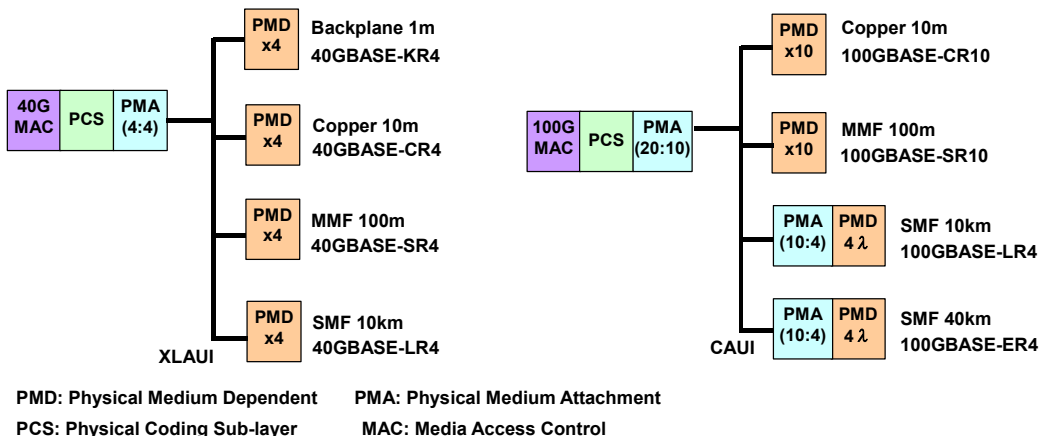 40G
MAC
PCS
PMA
(4:4)
PMD
x4
Backplane 1m
40GBASE-KR4
PMD
x4
Copper 10m
40GBASE-CR4
PMD
x4
MMF 100m
40GBASE-SR4
PMD
x4
SMF 10km
40GBASE-LR4
XLAUI
100G
MAC
PCS
PMA
(20:10)
PMD
x10
Copper 10m
100GBASE-CR10
PMD
x10
MMF 100m
100GBASE-SR10
PMA
(10:4)
PMD
4 λ
SMF 10km
100GBASE-LR4
PMA
(10:4)
PMD
4 λ
SMF 40km
100GBASE-ER4
CAUI
PMD: Physical Medium Dependent
PMA: Physical Medium Attachment
PCS: Physical Coding Sub-layer
MAC: Media Access Control